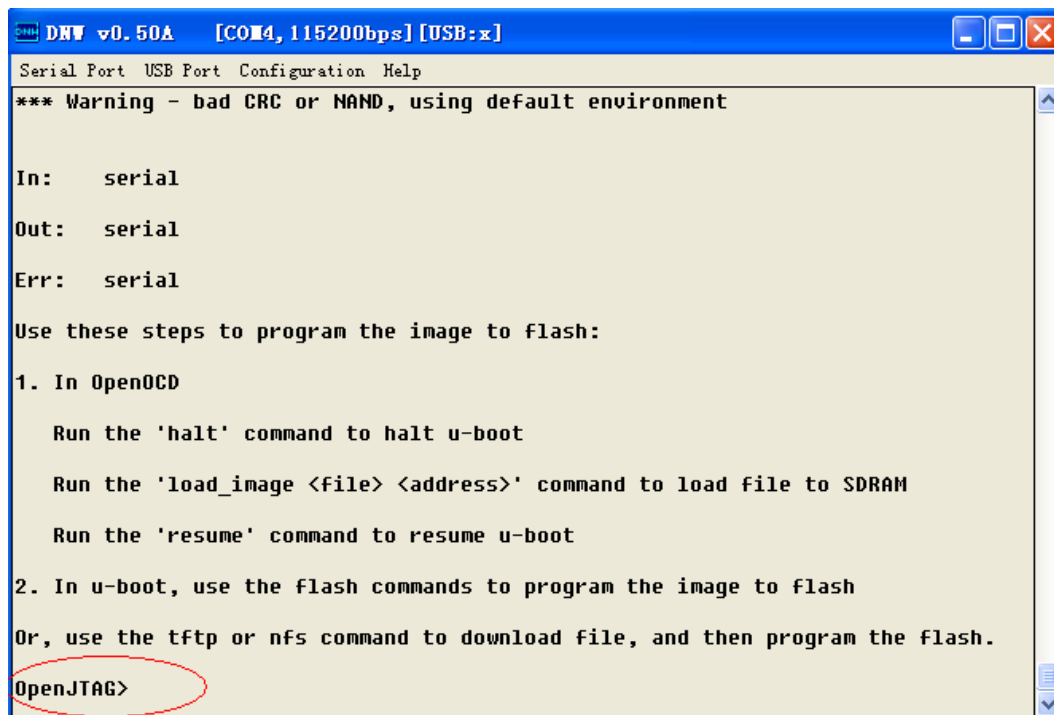 DNW v0.50A [COM4,115200bps][USB:x]
Serial Port USB Port Configuration Help
*** Warning - bad CRC or NAND, using default environment
In: serial
Out: serial
Err: serial
Use these steps to program the image to flash:
1. In OpenOCD
Run the 'halt' command to halt u-boot
Run the 'load_image <file> <address>' command to load file to SDRAM
Run the 'resume' command to resume u-boot
2. In u-boot, use the flash commands to program the image to flash
Or, use the tftp or nfs command to download file, and then program the flash.
OpenJTAG>